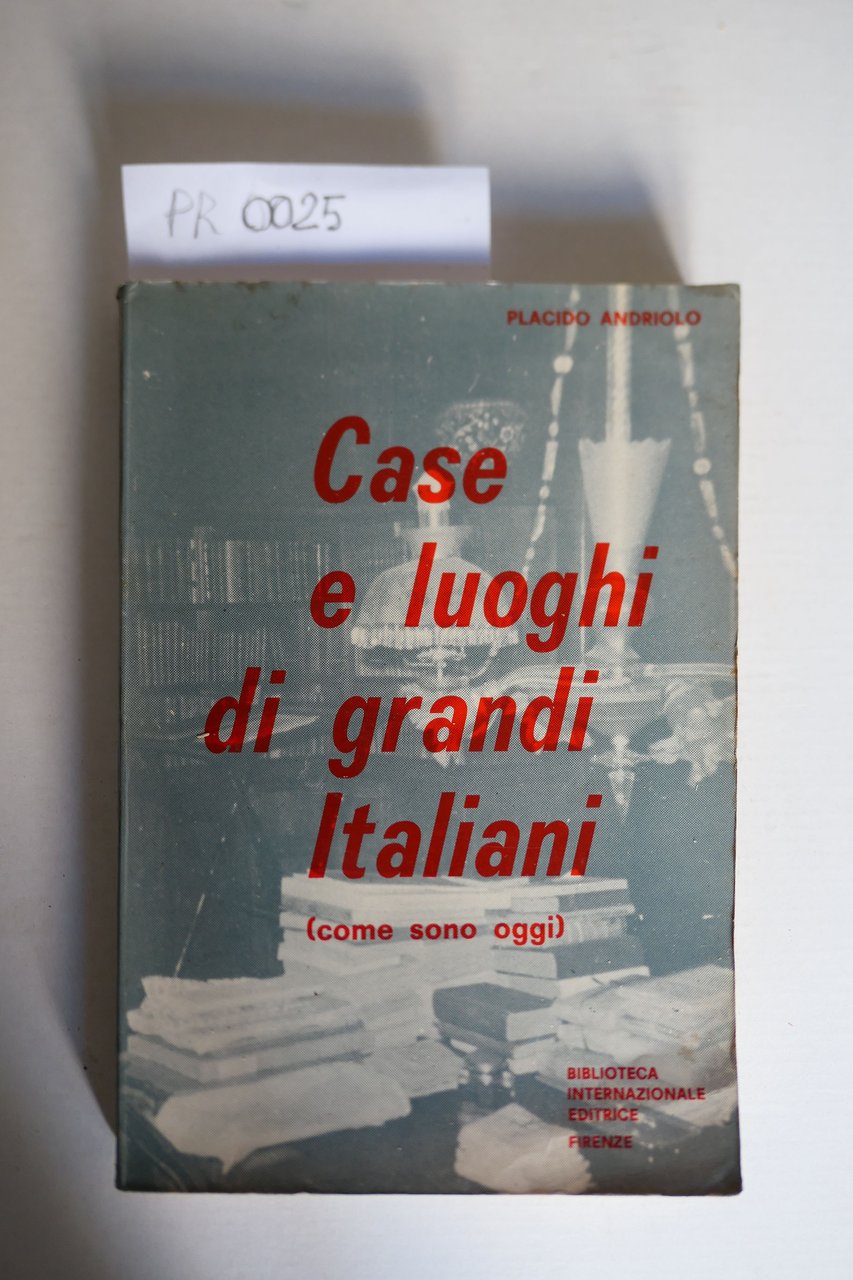 PR 0025
PLACIDO ANDRIOLO
Case
e luoghi
di grandi
Italiani
(come sono oggi)
BIBLIOTECA
INTERNAZIONALE
EDITRICE
FIRENZE